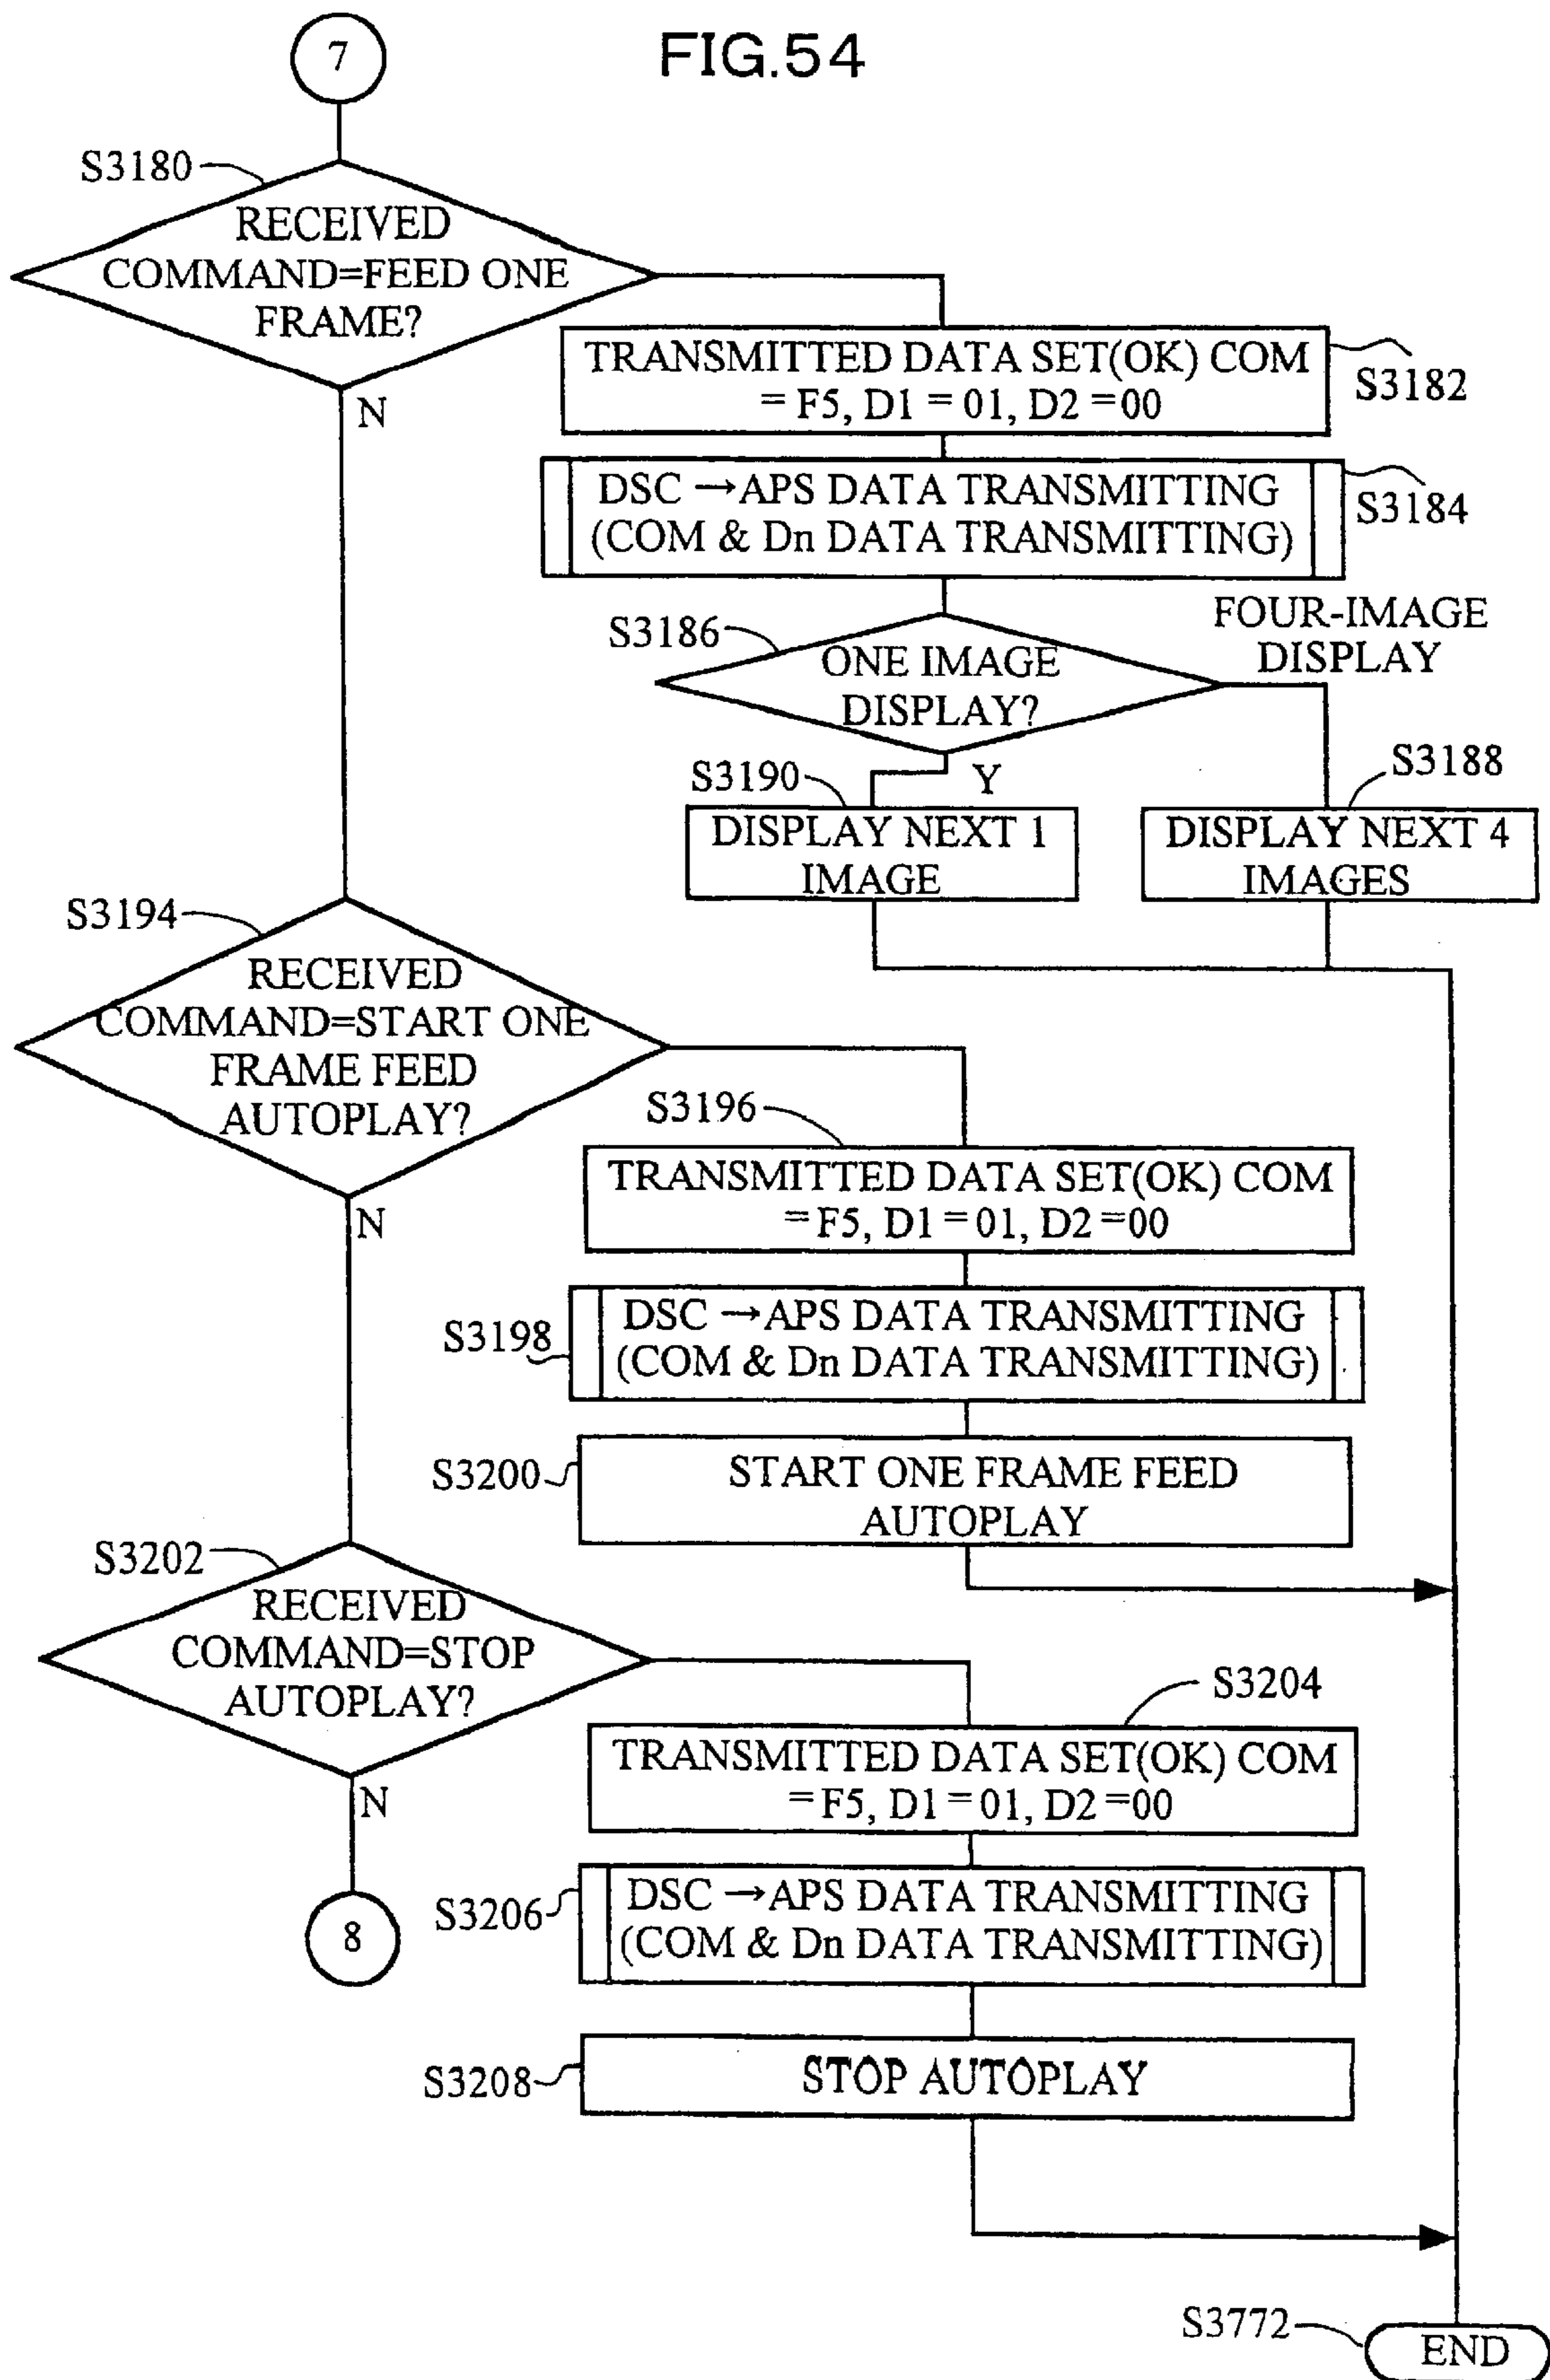 7
FIG.54
S3180
RECEIVED
COMMAND=FEED ONE
FRAME?
N
TRANSMITTED DATA SET(OK) COM
= F5, D1 = 01, D2 =00
S3182
DSC →APS DATA TRANSMITTING
(COM & Dn DATA TRANSMITTING)
S3184
S3186
ONE IMAGE
DISPLAY?
FOUR-IMAGE
DISPLAY
Y
S3190
DISPLAY NEXT 1
IMAGE
S3188
DISPLAY NEXT 4
IMAGES
S3194
RECEIVED
COMMAND=START ONE
FRAME FEED
AUTOPLAY?
N
S3196
TRANSMITTED DATA SET(OK) COM
=F5, D1 =01, D2 =00
S3198
DSC →APS DATA TRANSMITTING
(COM & Dn DATA TRANSMITTING)
S3200
START ONE FRAME FEED
AUTOPLAY
S3202
RECEIVED
COMMAND=STOP
AUTOPLAY?
N
8
S3204
TRANSMITTED DATA SET(OK) COM
=F5, D1 =01, D2 =00
S3206
DSC →APS DATA TRANSMITTING
(COM & Dn DATA TRANSMITTING)
S3208
STOP AUTOPLAY
S3772
END